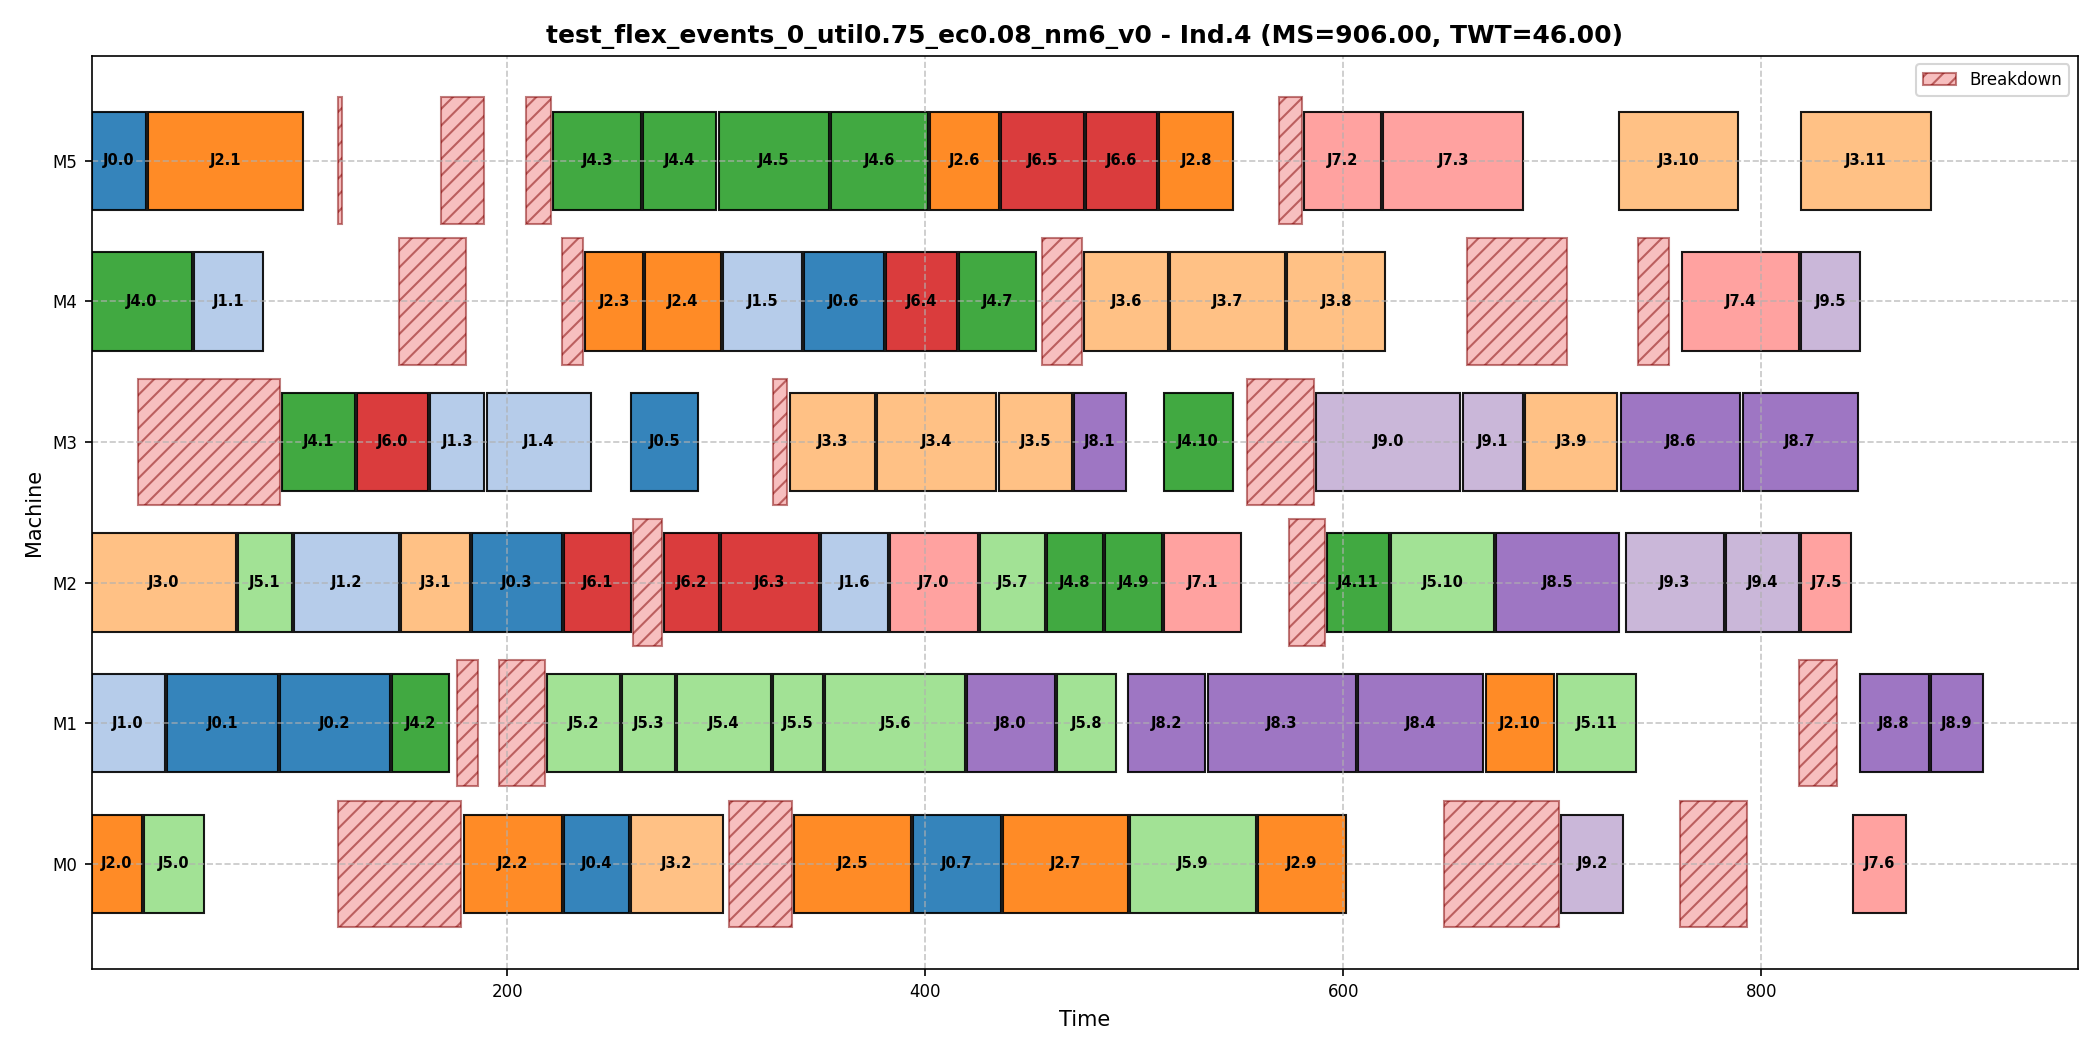 test_flex_events_0_util0.75_ec0.08_nm6_v0 - Ind.4 (MS=906.00, TWT=46.00)
Breakdown
M5 J0.0 J2.1 J4.3 J4.4 J4.5 J4.6 J2.6 J6.5 J6.6 J2.8 J7.2 J7.3 J3.10 J3.11
M4 J4.0 J1.1 J2.3 J2.4 J1.5 J0.6 J6.4 J4.7 J3.6 J3.7 J3.8 J7.4 J9.5
M3 J4.1 J6.0 J1.3 J1.4 J0.5 J3.3 J3.4 J3.5 J8.1 J4.10 J9.0 J9.1 J3.9 J8.6 J8.7
Machine
M2 J3.0 J5.1 J1.2 J3.1 J0.3 J6.1 J6.2 J6.3 J1.6 J7.0 J5.7 J4.8 J4.9 J7.1 J4.11 J5.10 J8.5 J9.3 J9.4 J7.5
M1 J1.0 J0.1 J0.2 J4.2 J5.2 J5.3 J5.4 J5.5 J5.6 J8.0 J5.8 J8.2 J8.3 J8.4 J2.10 J5.11 J8.8 J8.9
M0 J2.0 J5.0 J2.2 J0.4 J3.2 J2.5 J0.7 J2.7 J5.9 J2.9 J9.2 J7.6
200 400 600 800
Time